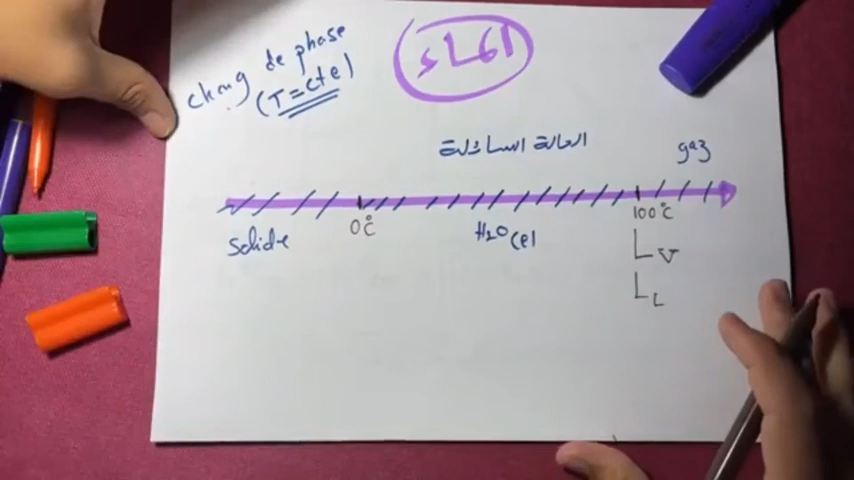 chang de phase
(T=cte)
الماء
الحالة السائلة
gaz
Solide
0°C
H₂O(l)
100°C
Lv
LL